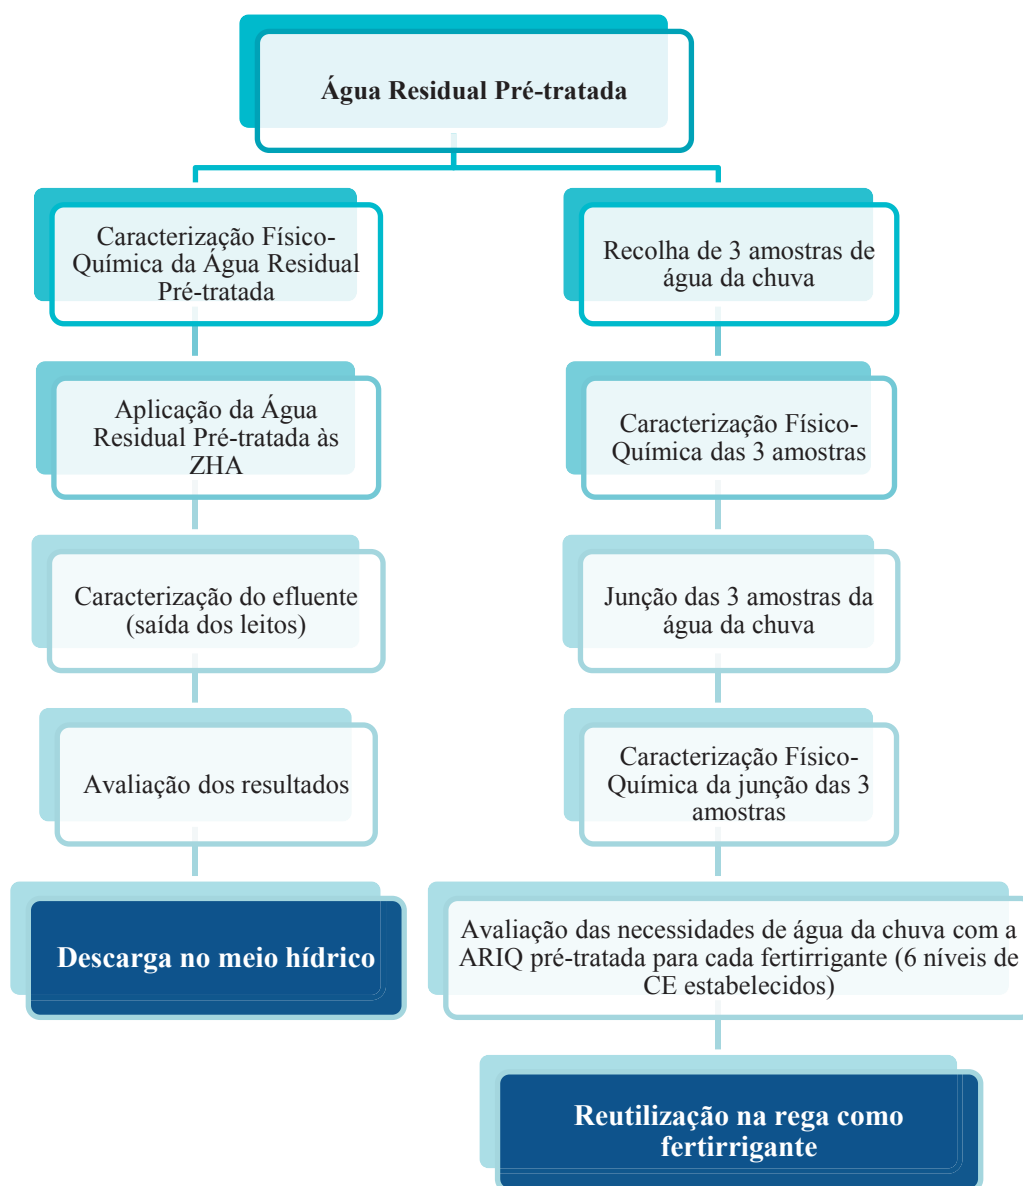 Água Residual Pré-tratada
Caracterização Físico-
Química da Água Residual
Pré-tratada
Aplicação da Água
Residual Pré-tratada às
ZHA
Caracterização do efluente
(saída dos leitos)
Avaliação dos resultados
Descarga no meio hídrico
Recolha de 3 amostras de
água da chuva
Caracterização Físico-
Química das 3 amostras
Junção das 3 amostras da
água da chuva
Caracterização Físico-
Química da junção das 3
amostras
Avaliação das necessidades de água da chuva com a
ARIQ pré-tratada para cada fertirrigante (6 níveis de
CE estabelecidos)
Reutilização na rega como
fertirrigante